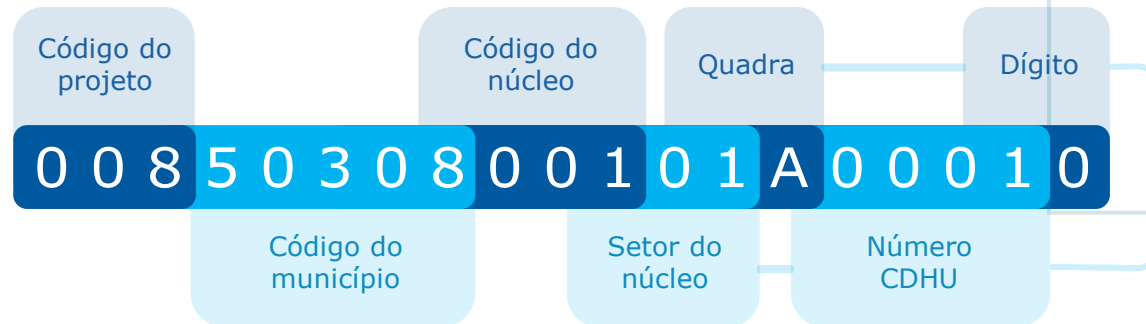 Código do
projeto
Código do
núcleo
Quadra
Dígito
0 0 8 5 0 3 0 8 0 0 1 0 1 A 0 0 0 1 0
Código do
município
Setor do
núcleo
Número
CDHU